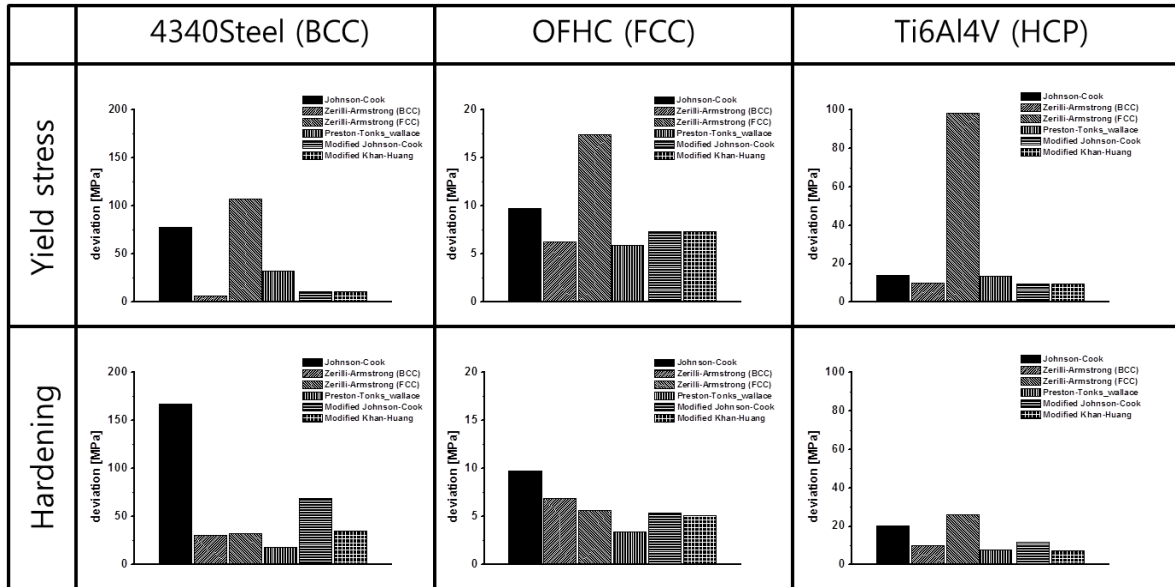 4340Steel (BCC)
OFHC (FCC)
Ti6Al4V (HCP)
Yield stress
deviation [MPa]
200
150
100
50
0
Johnson-Cook
Zerilli-Armstrong (BCC)
Zerilli-Armstrong (FCC)
Preston-Tonks_wallace
Modified Johnson-Cook
Modified Khan-Huang
deviation [MPa]
20
15
10
5
0
Johnson-Cook
Zerilli-Armstrong (BCC)
Zerilli-Armstrong (FCC)
Preston-Tonks_wallace
Modified Johnson-Cook
Modified Khan-Huang
deviation [MPa]
100
80
60
40
20
0
Johnson-Cook
Zerilli-Armstrong (BCC)
Zerilli-Armstrong (FCC)
Preston-Tonks_wallace
Modified Johnson-Cook
Modified Khan-Huang
Hardening
deviation [MPa]
200
150
100
50
0
Johnson-Cook
Zerilli-Armstrong (BCC)
Zerilli-Armstrong (FCC)
Preston-Tonks_wallace
Modified Johnson-Cook
Modified Khan-Huang
deviation [MPa]
20
15
10
5
0
Johnson-Cook
Zerilli-Armstrong (BCC)
Zerilli-Armstrong (FCC)
Preston-Tonks_wallace
Modified Johnson-Cook
Modified Khan-Huang
deviation [MPa]
100
80
60
40
20
0
Johnson-Cook
Zerilli-Armstrong (BCC)
Zerilli-Armstrong (FCC)
Preston-Tonks_wallace
Modified Johnson-Cook
Modified Khan-Huang